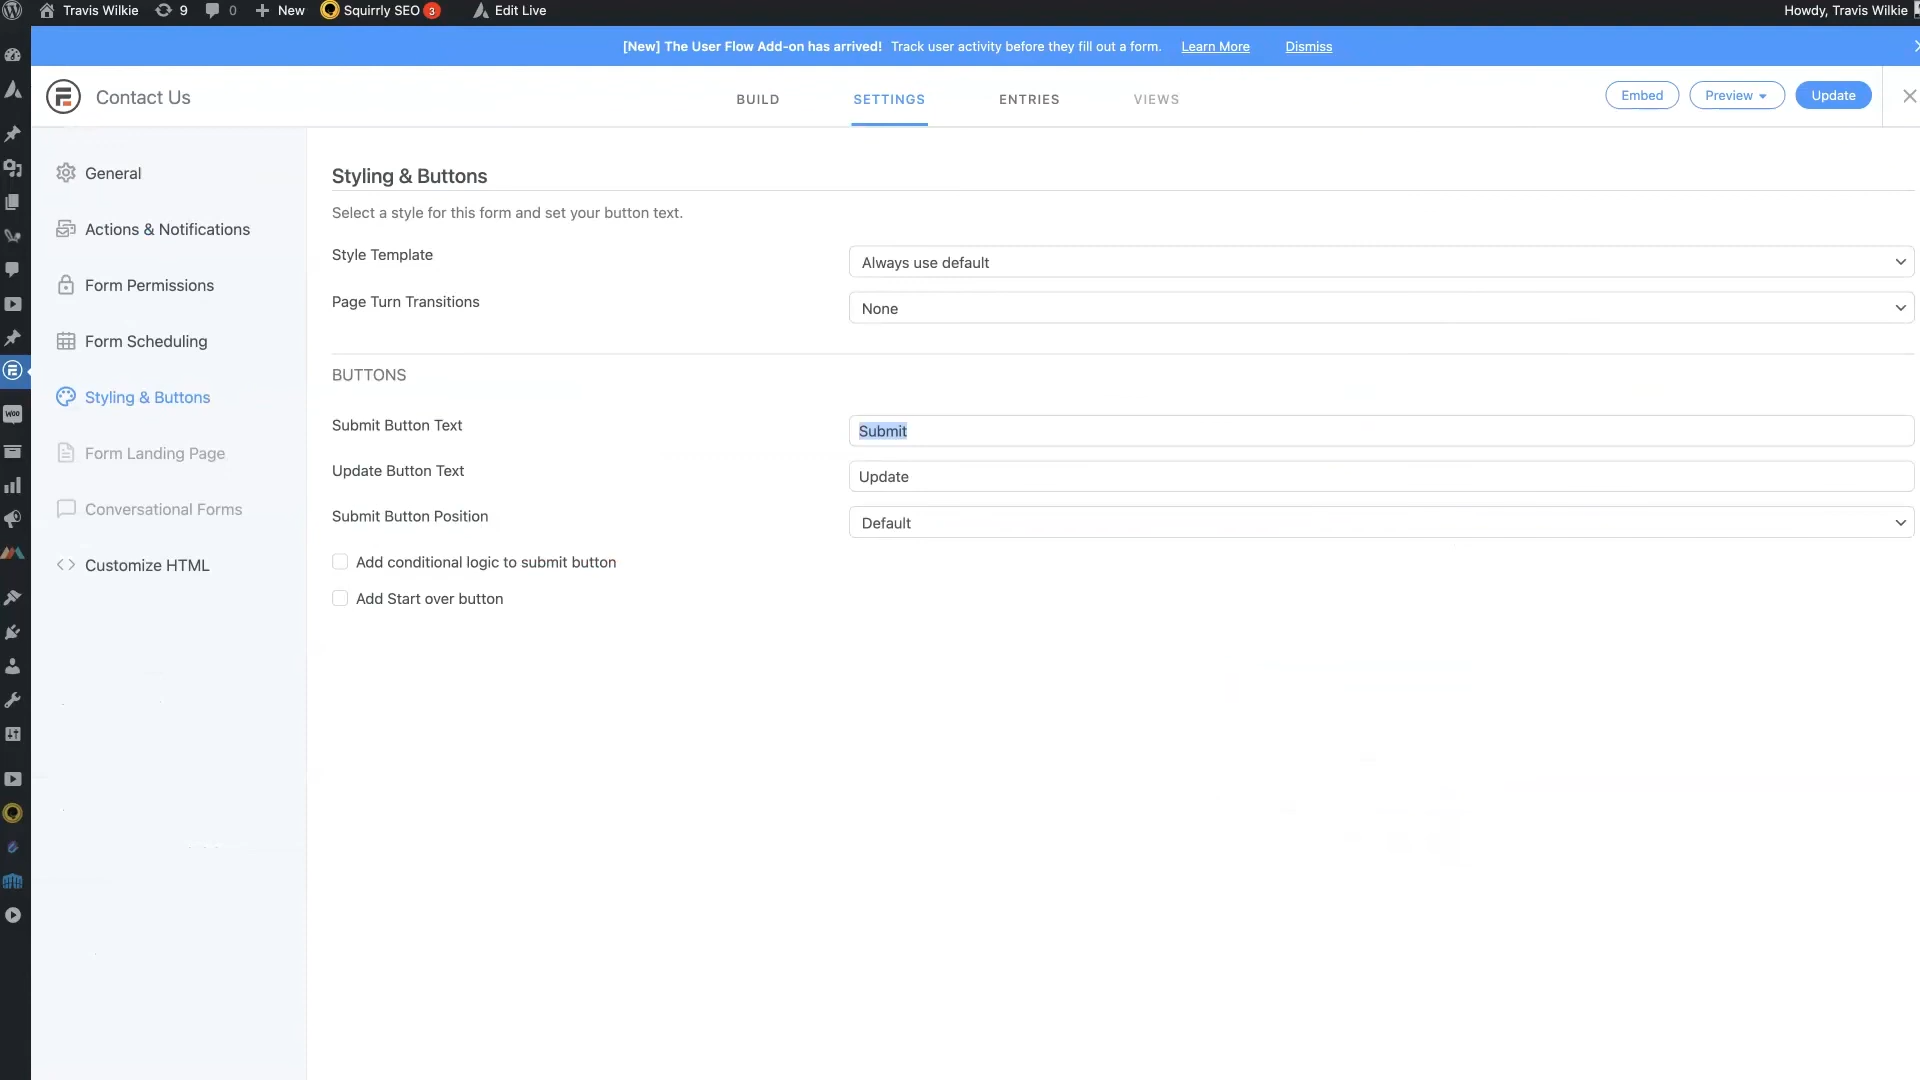 Travis Wilkie 9 0 New Squirrly SEO 3 Edit Live Howdy, Travis Wilkie
[New] The User Flow Add-on has arrived! Track user activity before they fill out a form. Learn More Dismiss
Contact Us BUILD SETTINGS ENTRIES VIEWS Embed Preview Update
General
Actions & Notifications
Form Permissions
Form Scheduling
Styling & Buttons
Form Landing Page
Conversational Forms
Customize HTML
Styling & Buttons
Select a style for this form and set your button text.
Style Template Always use default
Page Turn Transitions None
BUTTONS
Submit Button Text Submit
Update Button Text Update
Submit Button Position Default
Add conditional logic to submit button
Add Start over button